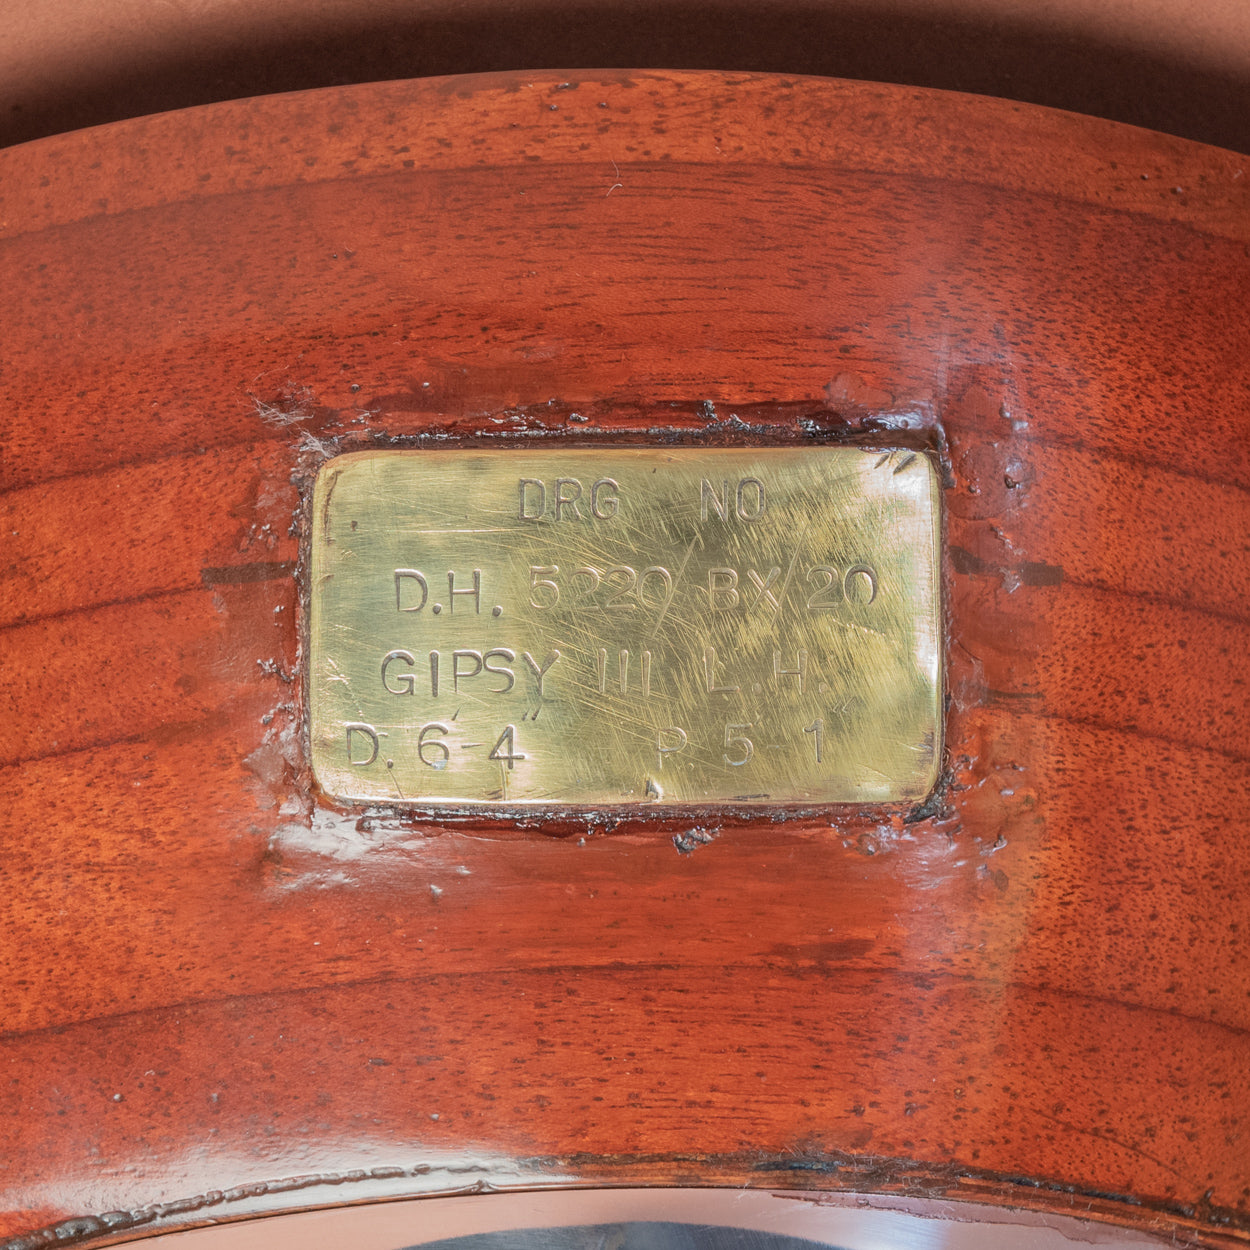 DRG NO
D.H. 5220/BX/20
GIPSY III L.H.
D. 6'-4" P. 5'-1"